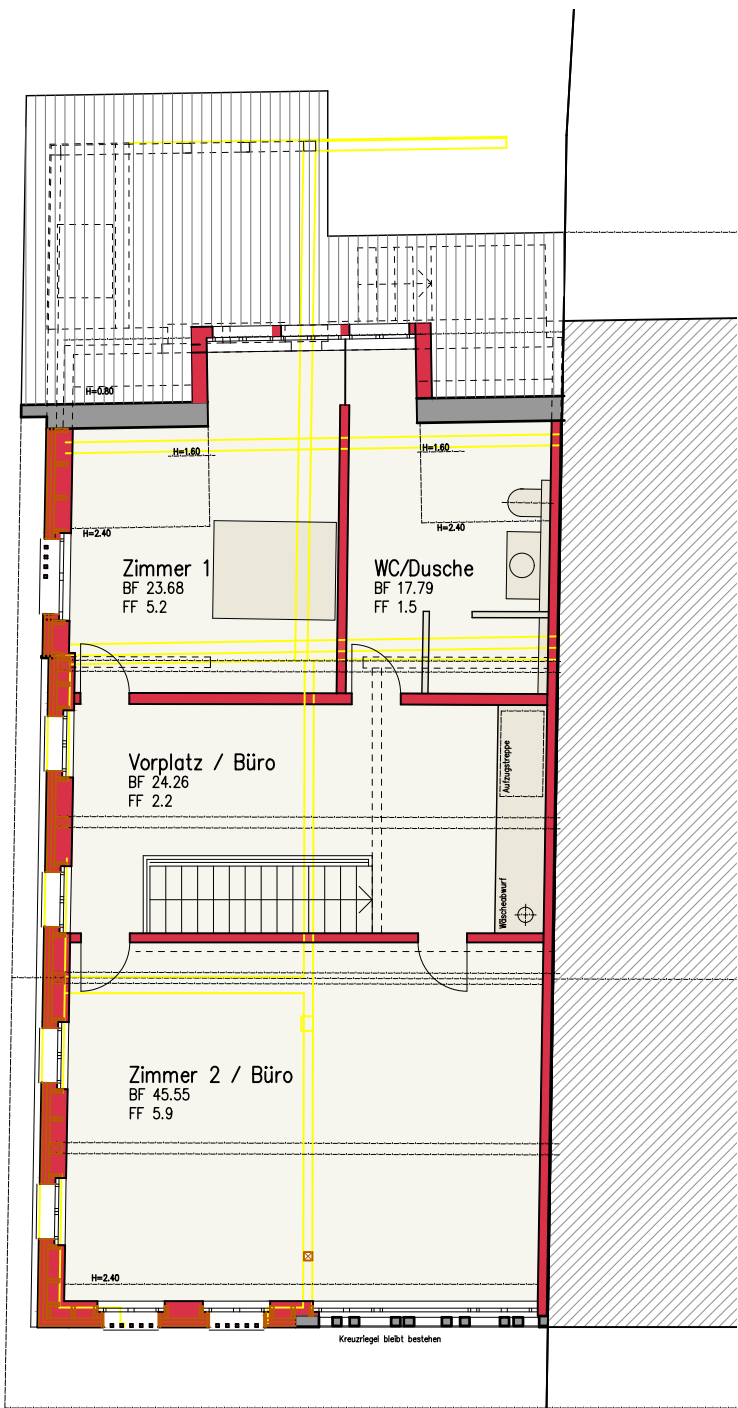 H=0.80
H=1.60
H=1.60
H=2.40
H=2.40
Zimmer 1
BF 23.68
FF 5.2
WC/Dusche
BF 17.79
FF 1.5
Vorplatz / Büro
BF 24.26
FF 2.2
Aufzugstreppe
Wäscheabwurf
Zimmer 2 / Büro
BF 45.55
FF 5.9
H=2.40
Kreuzriegel bleibt bestehen